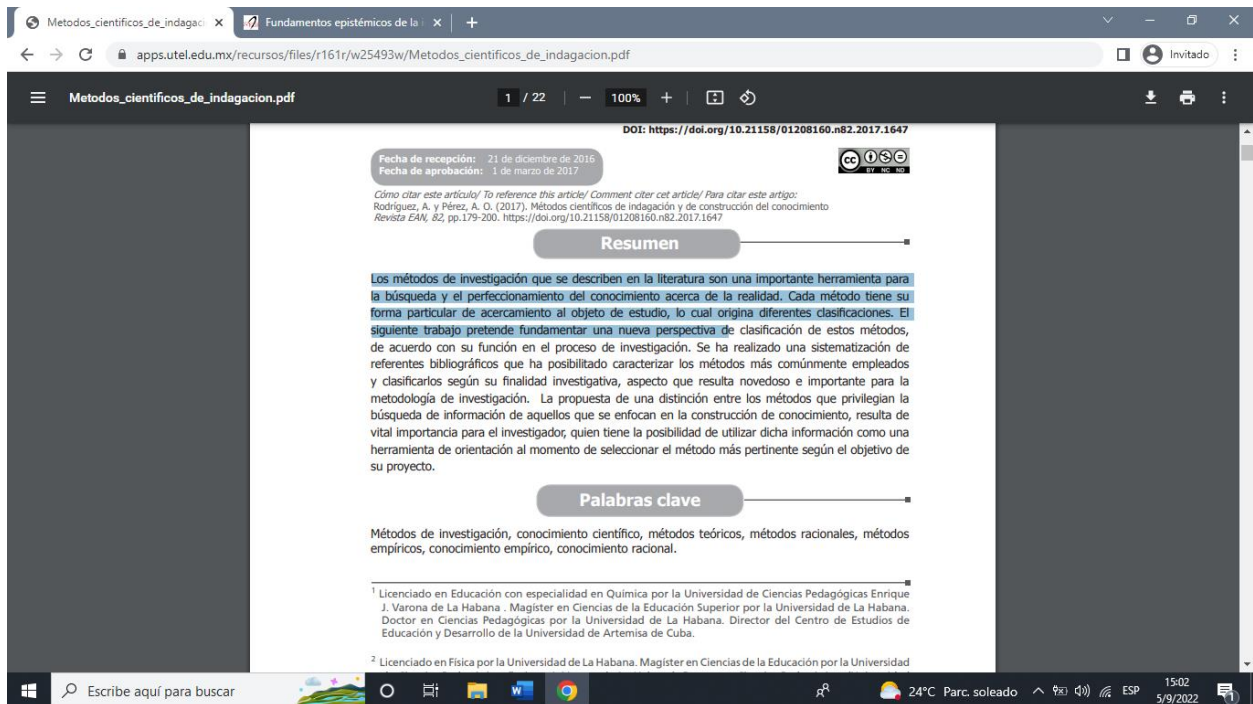 Metodos_cientificos_de_indagaci
Fundamentos epistémicos de la i
apps.utel.edu.mx/recursos/files/r161r/w25493w/Metodos_cientificos_de_indagacion.pdf
Invitado
Metodos_cientificos_de_indagacion.pdf
1 / 22
100%
DOI: https://doi.org/10.21158/01208160.n82.2017.1647
Fecha de recepción: 21 de diciembre de 2016
Fecha de aprobación: 1 de marzo de 2017
cc BY NC ND
Cómo citar este artículo/ To reference this article/ Comment citer cet article/ Para citar este artigo:
Rodríguez, A. y Pérez, A. O. (2017). Métodos científicos de indagación y de construcción del conocimiento
Revista EAN, 82, pp.179-200. https://doi.org/10.21158/01208160.n82.2017.1647
Resumen
Los métodos de investigación que se describen en la literatura son una importante herramienta para
la búsqueda y el perfeccionamiento del conocimiento acerca de la realidad. Cada método tiene su
forma particular de acercamiento al objeto de estudio, lo cual origina diferentes clasificaciones. El
siguiente trabajo pretende fundamentar una nueva perspectiva de clasificación de estos métodos,
de acuerdo con su función en el proceso de investigación. Se ha realizado una sistematización de
referentes bibliográficos que ha posibilitado caracterizar los métodos más comúnmente empleados
y clasificarlos según su finalidad investigativa, aspecto que resulta novedoso e importante para la
metodología de investigación. La propuesta de una distinción entre los métodos que privilegian la
búsqueda de información de aquellos que se enfocan en la construcción de conocimiento, resulta de
vital importancia para el investigador, quien tiene la posibilidad de utilizar dicha información como una
herramienta de orientación al momento de seleccionar el método más pertinente según el objetivo de
su proyecto.
Palabras clave
Métodos de investigación, conocimiento científico, métodos teóricos, métodos racionales, métodos
empíricos, conocimiento empírico, conocimiento racional.
1 Licenciado en Educación con especialidad en Química por la Universidad de Ciencias Pedagógicas Enrique
J. Varona de La Habana . Magíster en Ciencias de la Educación Superior por la Universidad de La Habana.
Doctor en Ciencias Pedagógicas por la Universidad de La Habana. Director del Centro de Estudios de
Educación y Desarrollo de la Universidad de Artemisa de Cuba.
2 Licenciado en Física por la Universidad de La Habana. Magíster en Ciencias de la Educación por la Universidad
Escribe aquí para buscar
24°C Parc. soleado
ESP
15:02
5/9/2022